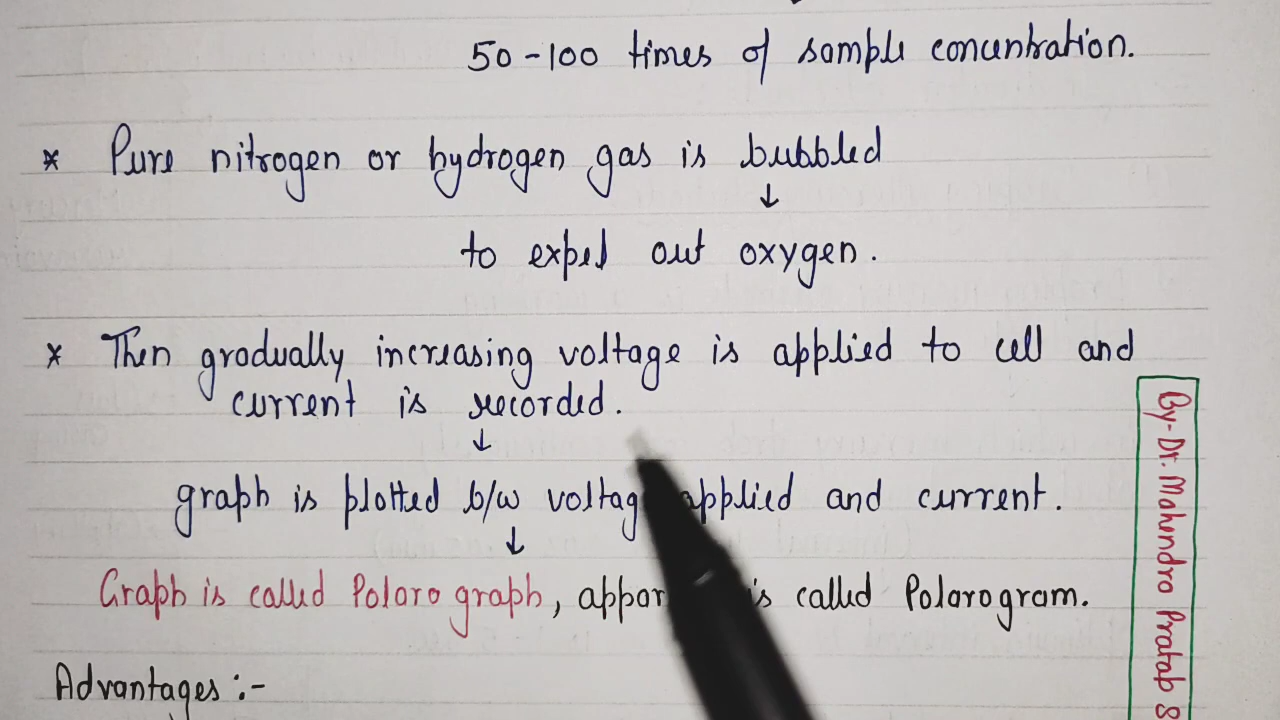 50-100 times of sample concentration.
* Pure nitrogen or hydrogen gas is bubbled
↓
to expel out oxygen.
* Then gradually increasing voltage is applied to cell and
current is recorded.
↓
graph is plotted b/w voltage applied and current.
↓
Graph is called Polarograph, is called Polarogram.
Advantages :-
By- Dr. Mahendra Pratap